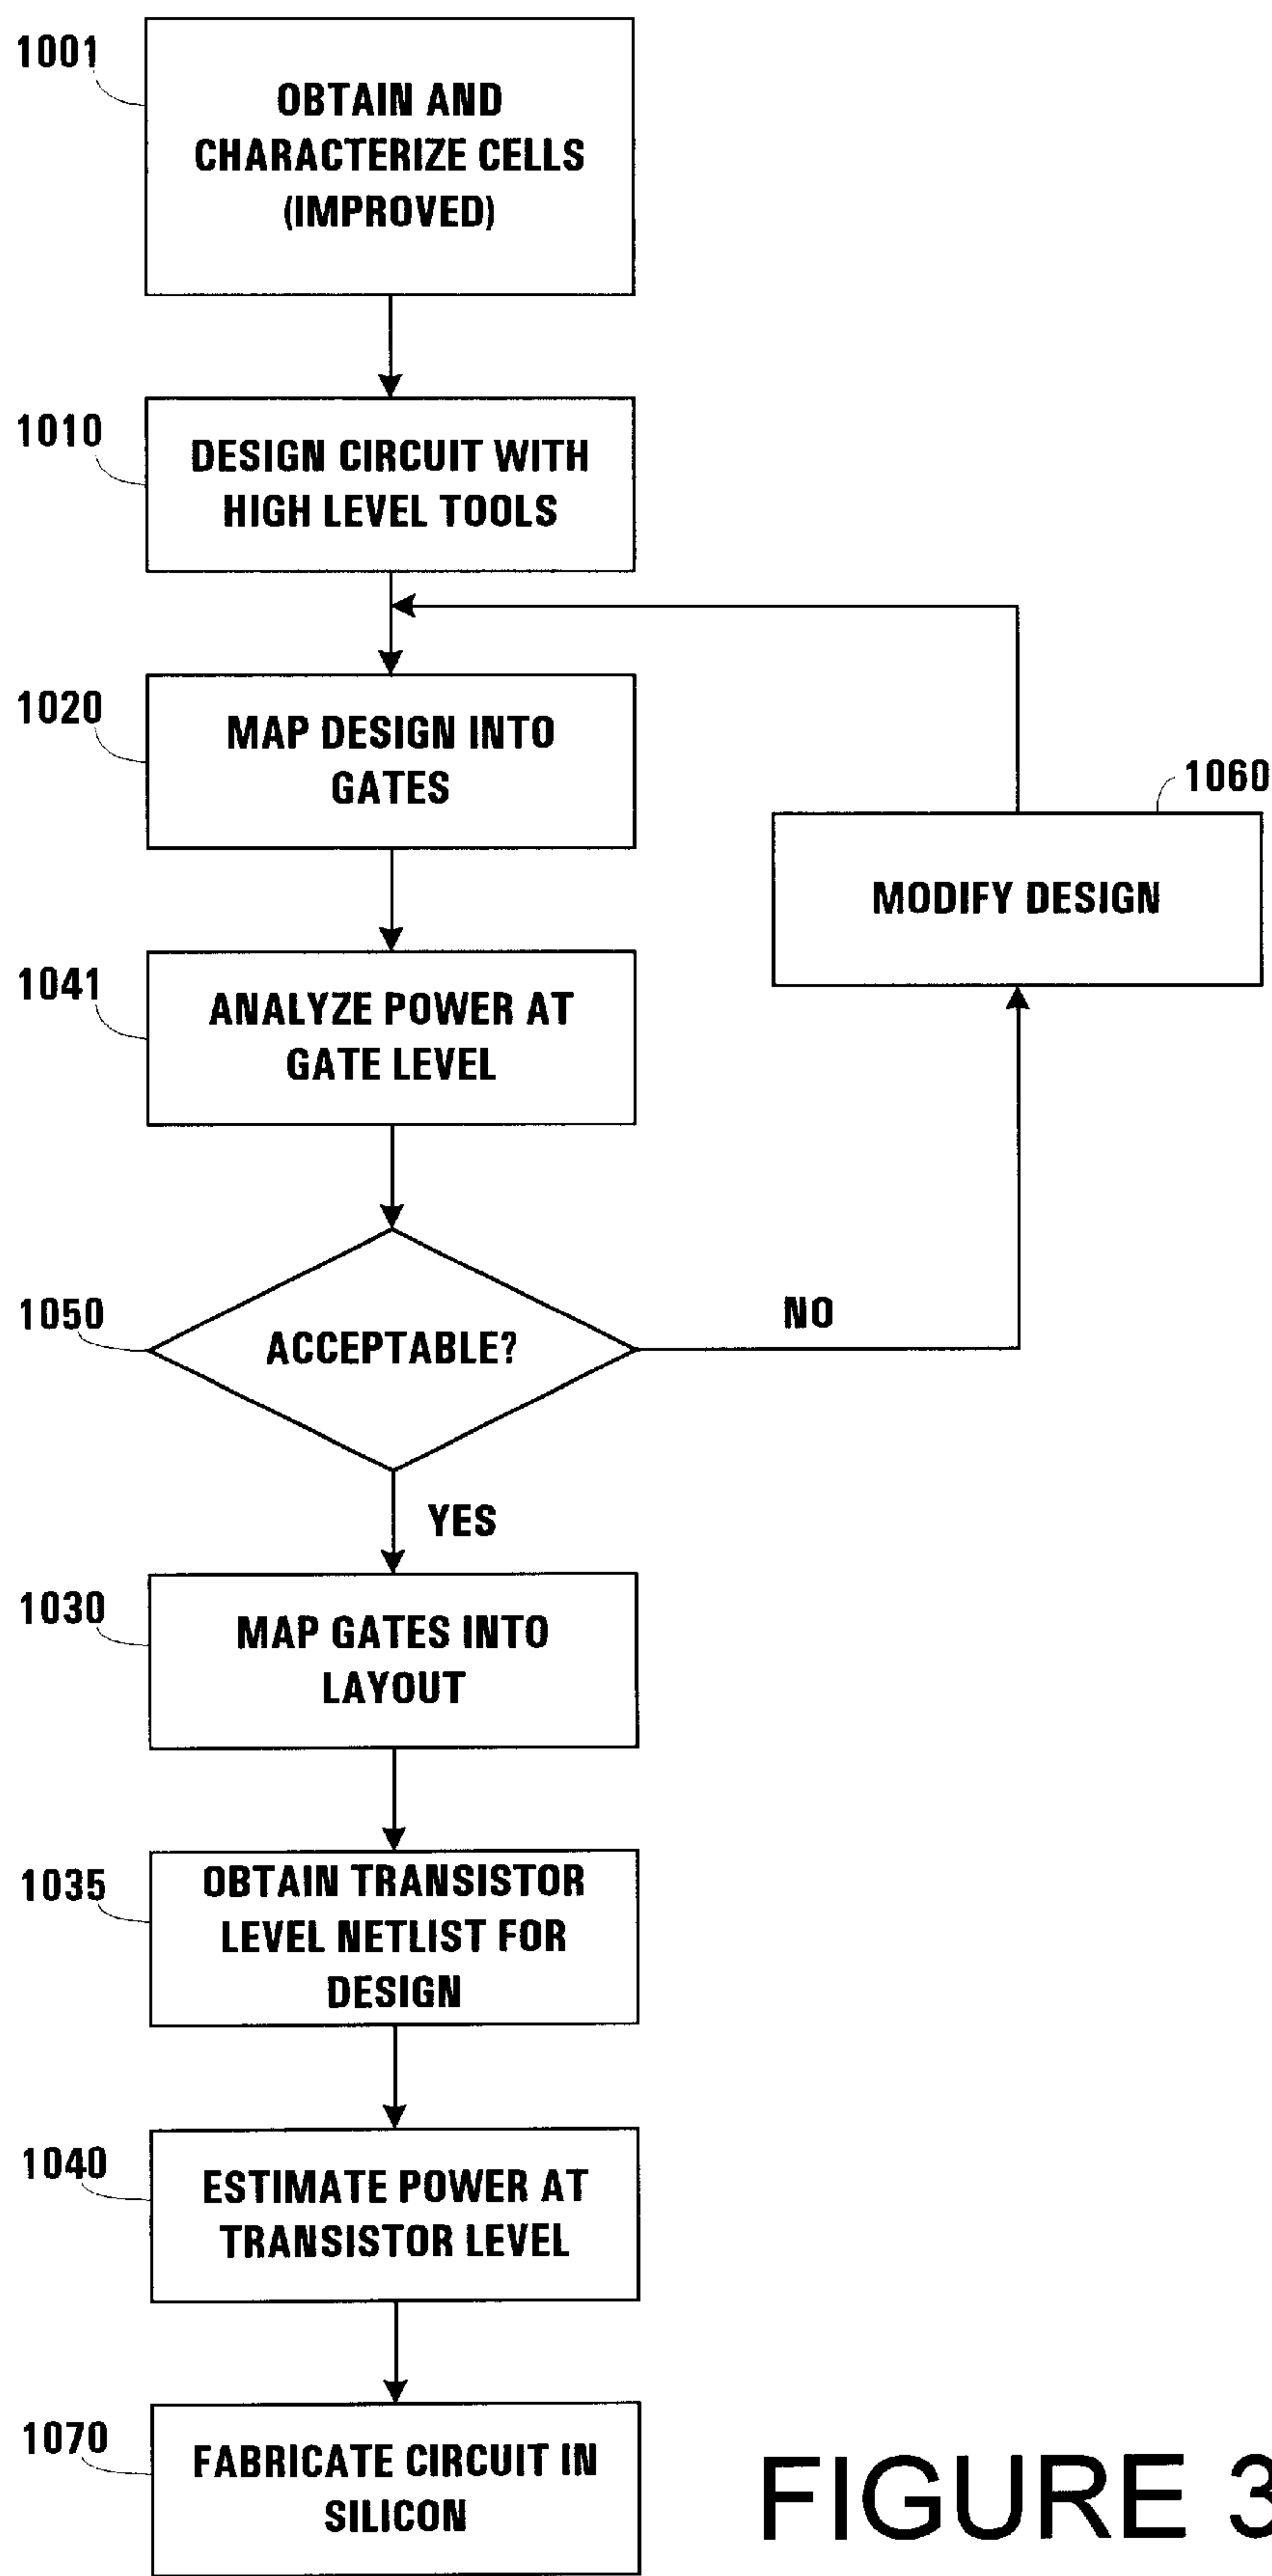 1001
OBTAIN AND
CHARACTERIZE CELLS
(IMPROVED)
1010
DESIGN CIRCUIT WITH
HIGH LEVEL TOOLS
1020
MAP DESIGN INTO
GATES
1060
MODIFY DESIGN
1041
ANALYZE POWER AT
GATE LEVEL
1050
ACCEPTABLE?
NO
YES
1030
MAP GATES INTO
LAYOUT
1035
OBTAIN TRANSISTOR
LEVEL NETLIST FOR
DESIGN
1040
ESTIMATE POWER AT
TRANSISTOR LEVEL
1070
FABRICATE CIRCUIT IN
SILICON
FIGURE 3